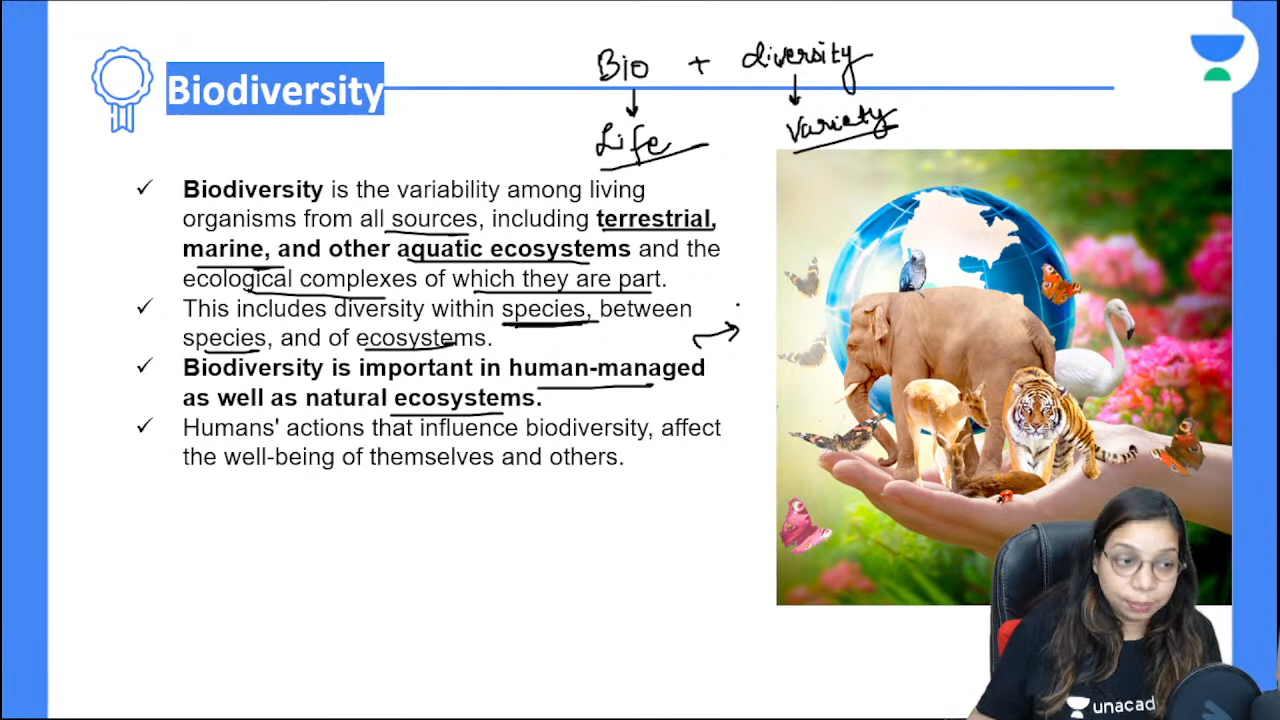 Bio + diversity
Life Variety
Biodiversity
✓ Biodiversity is the variability among living
organisms from all sources, including terrestrial,
marine, and other aquatic ecosystems and the
ecological complexes of which they are part.
✓ This includes diversity within species, between
species, and of ecosystems.
✓ Biodiversity is important in human-managed
as well as natural ecosystems.
✓ Humans' actions that influence biodiversity, affect
the well-being of themselves and others.
unacad